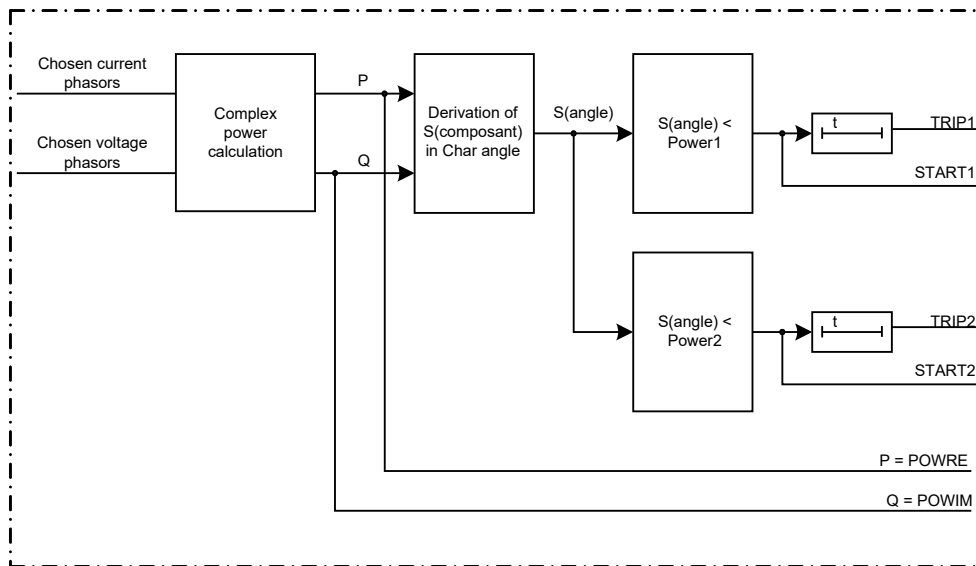 Chosen current
phasors
Chosen voltage
phasors
Complex
power
calculation
P
Q
Derivation of
S(composant)
in Char angle
S(angle)
S(angle) <
Power1
t
TRIP1
START1
S(angle) <
Power2
t
TRIP2
START2
P = POWRE
Q = POWIM